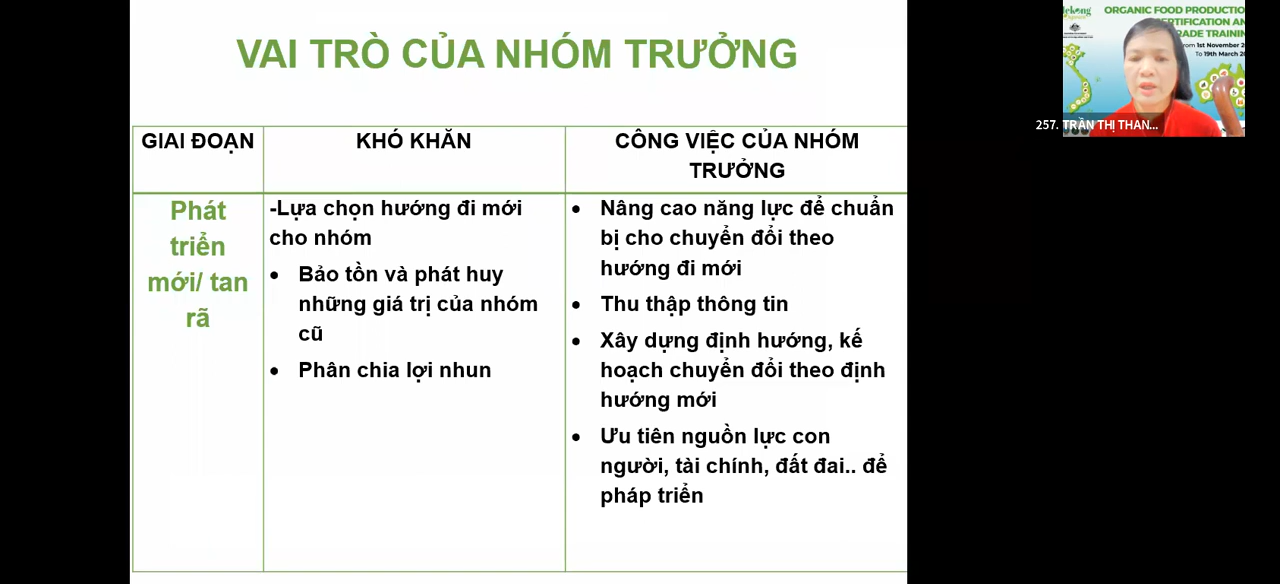 VAI TRÒ CỦA NHÓM TRƯỞNG
GIAI ĐOẠN
KHÓ KHĂN
CÔNG VIỆC CỦA NHÓM
TRƯỞNG
Phát
triển
mới/ tan
rã
-Lựa chọn hướng đi mới
cho nhóm
• Bảo tồn và phát huy
những giá trị của nhóm
cũ
• Phân chia lợi nhun
• Nâng cao năng lực để chuẩn
bị cho chuyển đổi theo
hướng đi mới
• Thu thập thông tin
• Xây dựng định hướng, kế
hoạch chuyển đổi theo định
hướng mới
• Ưu tiên nguồn lực con
người, tài chính, đất đai.. để
pháp triển
ORGANIC FOOD PRODUCTIO
ERTIFICATION AN
RADE TRAININ
rom 1st November 2
To 19th March 20
257. TRẦN THỊ THAN...